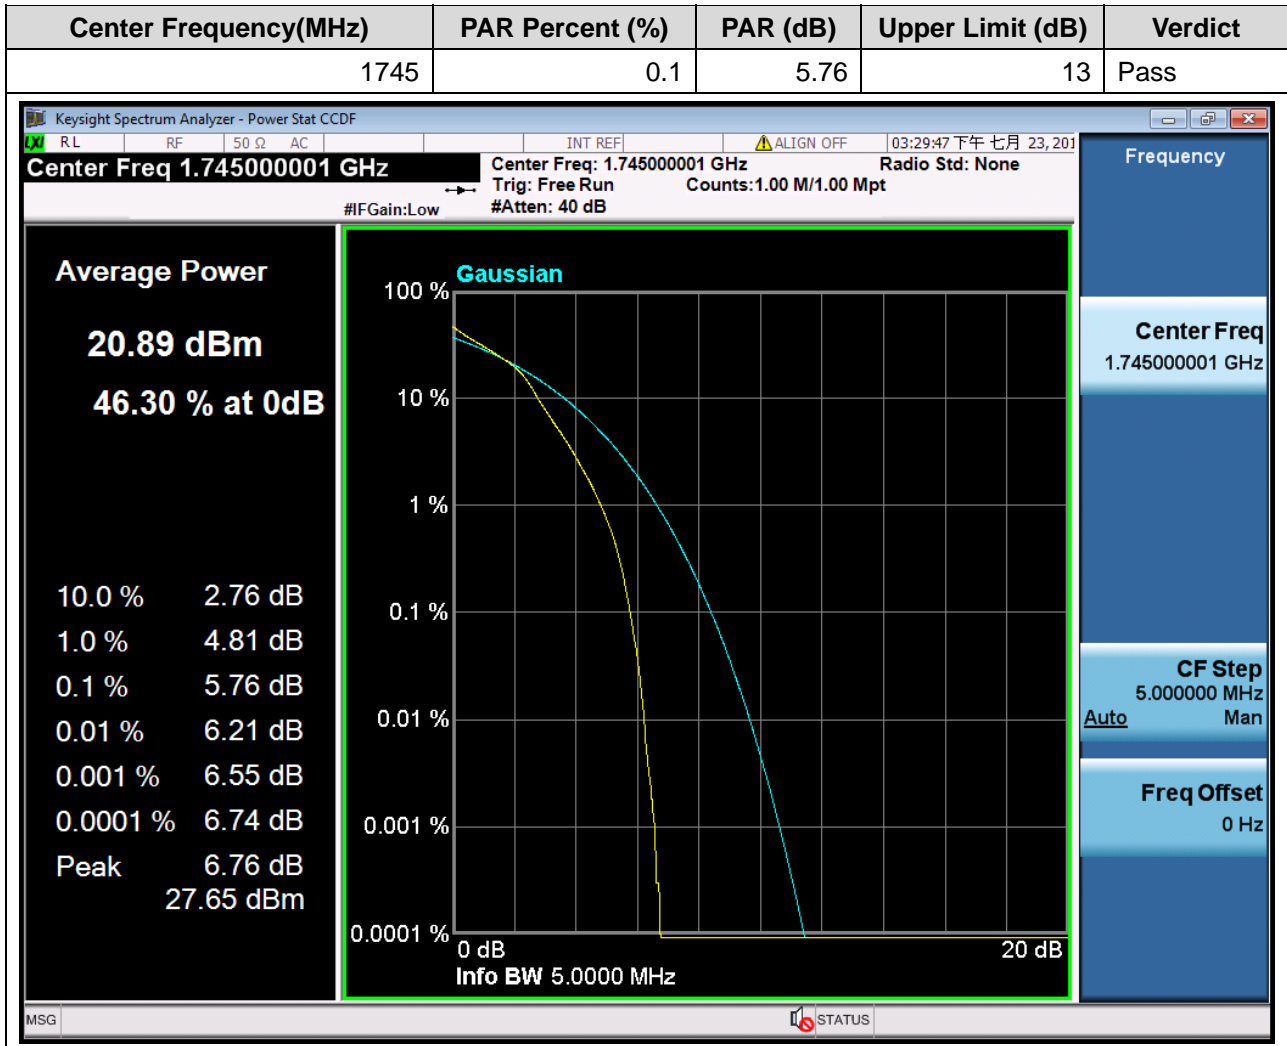 Center Frequency(MHz) PAR Percent (%) PAR (dB) Upper Limit (dB) Verdict
1745 0.1 5.76 13 Pass
Keysight Spectrum Analyzer - Power Stat CCDF
LXI RL RF 50 Ω AC INT REF ALIGN OFF 03:29:47 下午 七月 23, 201
Center Freq 1.745000001 GHz
#IFGain:Low
Center Freq: 1.745000001 GHz Radio Std: None
Trig: Free Run Counts:1.00 M/1.00 Mpt
#Atten: 40 dB
Average Power
20.89 dBm
46.30 % at 0dB
10.0 % 2.76 dB
1.0 % 4.81 dB
0.1 % 5.76 dB
0.01 % 6.21 dB
0.001 % 6.55 dB
0.0001 % 6.74 dB
Peak 6.76 dB
27.65 dBm
Gaussian
100 %
10 %
1 %
0.1 %
0.01 %
0.001 %
0.0001 %
0 dB 20 dB
Info BW 5.0000 MHz
Frequency
Center Freq
1.745000001 GHz
CF Step
5.000000 MHz
Auto Man
Freq Offset
0 Hz
MSG STATUS